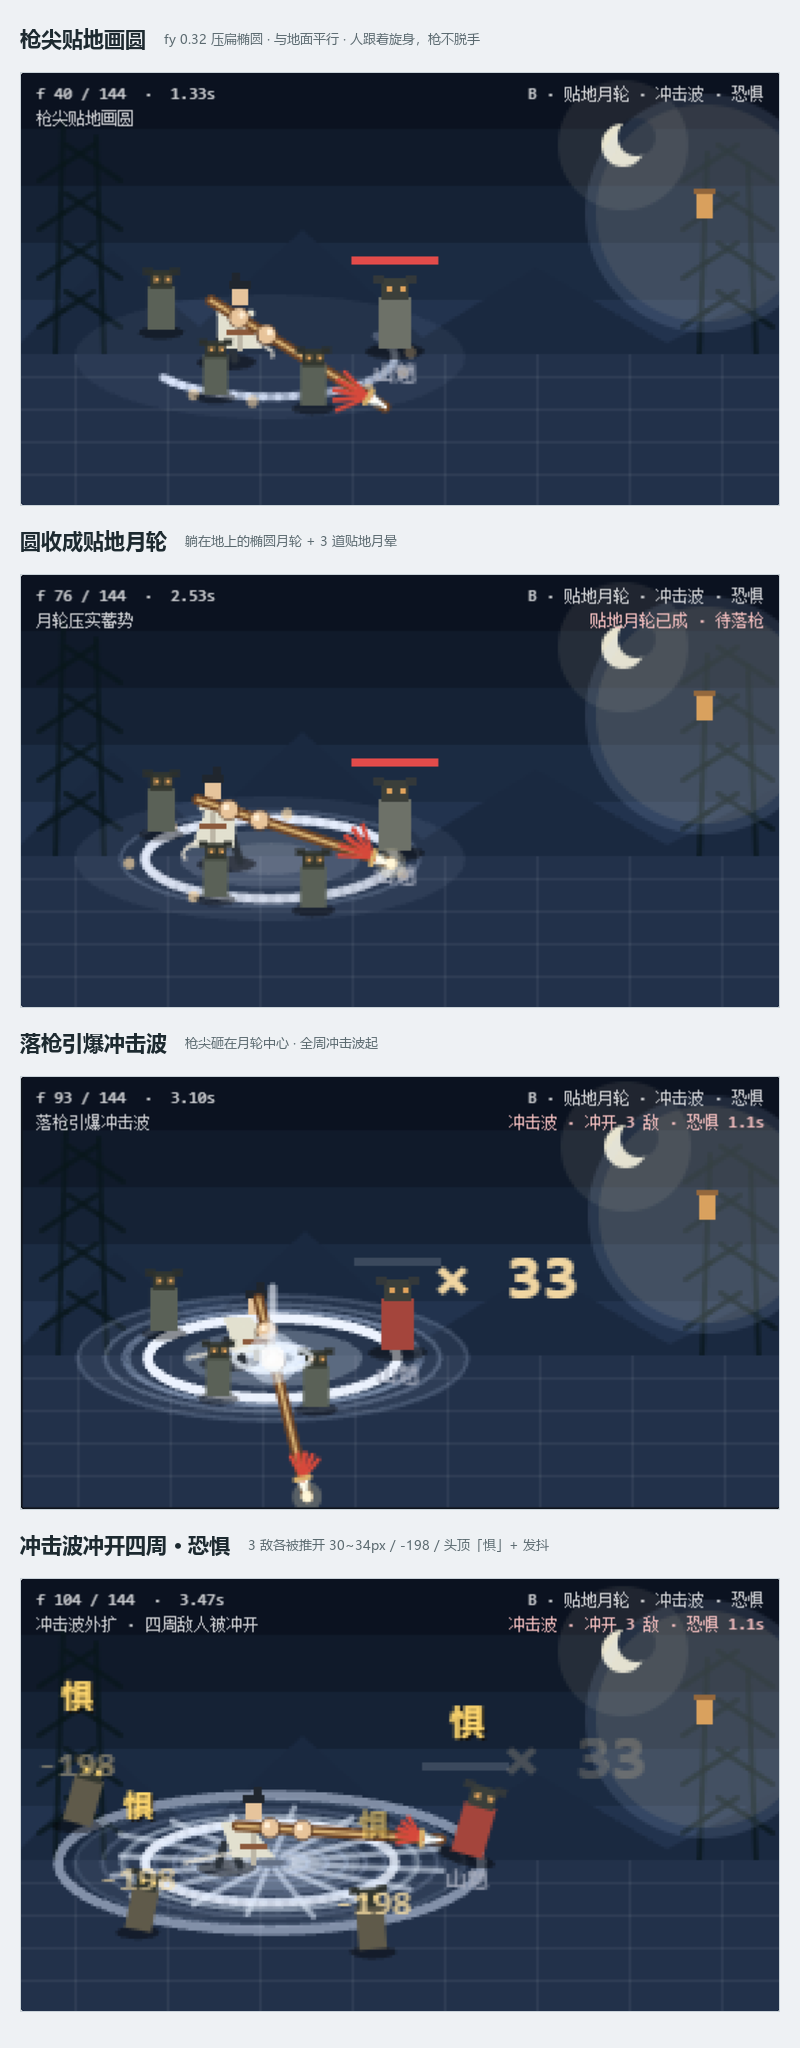 枪尖贴地画圆 fy 0.32 压扁椭圆 · 与地面平行 · 人跟着旋身，枪不脱手
f 40 / 144 · 1.33s B · 贴地月轮 · 冲击波 · 恐惧
枪尖贴地画圆
圆收成贴地月轮 躺在地上的椭圆月轮 + 3 道贴地月晕
f 76 / 144 · 2.53s B · 贴地月轮 · 冲击波 · 恐惧
月轮压实蓄势 贴地月轮已成 · 待落枪
落枪引爆冲击波 枪尖砸在月轮中心 · 全周冲击波起
f 93 / 144 · 3.10s B · 贴地月轮 · 冲击波 · 恐惧
落枪引爆冲击波 冲击波 · 冲开 3 敌 · 恐惧 1.1s
× 33
冲击波冲开四周 · 恐惧 3 敌各被推开 30~34px / -198 / 头顶「惧」+ 发抖
f 104 / 144 · 3.47s B · 贴地月轮 · 冲击波 · 恐惧
冲击波外扩 · 四周敌人被冲开 冲击波 · 冲开 3 敌 · 恐惧 1.1s
惧
惧
-198
× 33
惧
惧
-198
-198